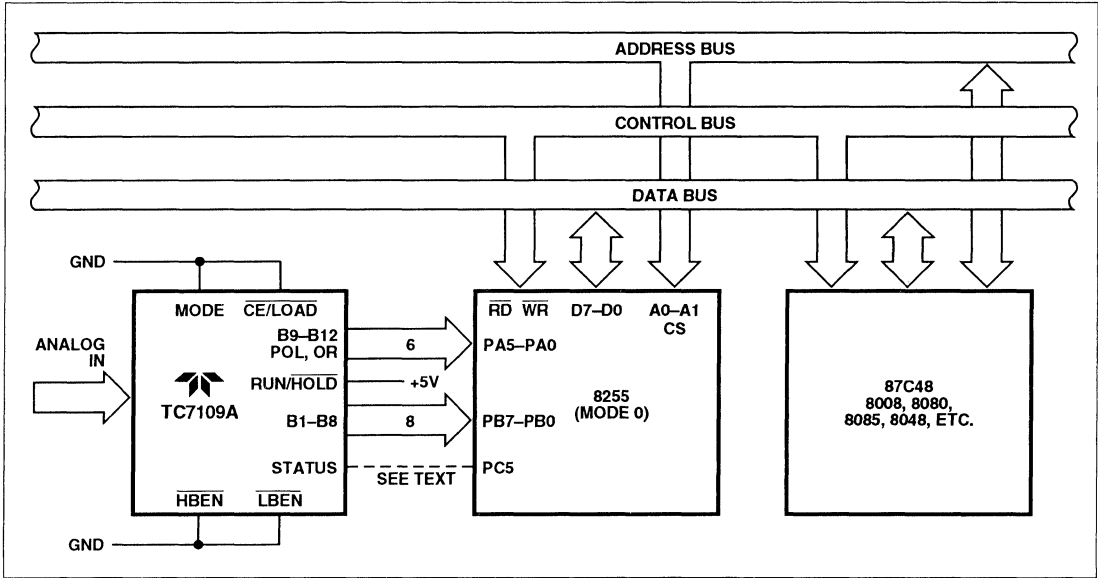 ADDRESS BUS
CONTROL BUS
DATA BUS
GND
MODE CE/LOAD
B9–B12
POL, OR
6
ANALOG
IN
RUN/HOLD
+5V
TC7109A
B1–B8
8
STATUS
SEE TEXT
HBEN LBEN
GND
RD WR D7–D0 A0–A1
CS
PA5–PA0
8255
(MODE 0)
PB7–PB0
PC5
87C48
8008, 8080,
8085, 8048, ETC.